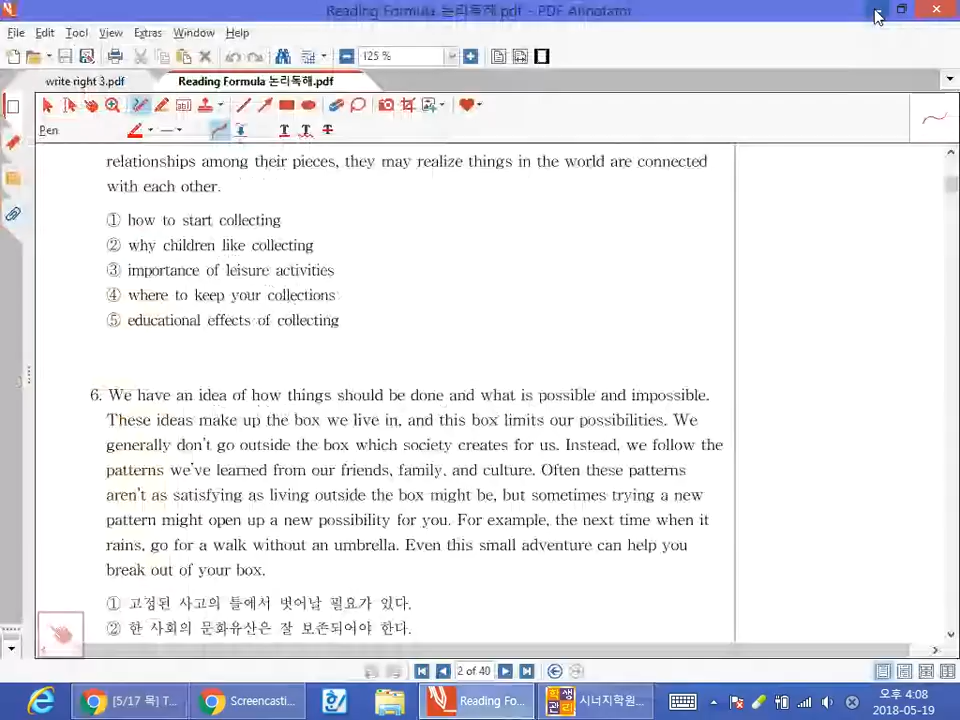 Reading Formula 논리독해.pdf - PDF Annotator
File Edit Tool View Extras Window Help
125 %
write right 3.pdf
Reading Formula 논리독해.pdf
Pen
relationships among their pieces, they may realize things in the world are connected
with each other.
① how to start collecting
② why children like collecting
③ importance of leisure activities
④ where to keep your collections
⑤ educational effects of collecting
6. We have an idea of how things should be done and what is possible and impossible.
These ideas make up the box we live in, and this box limits our possibilities. We
generally don't go outside the box which society creates for us. Instead, we follow the
patterns we've learned from our friends, family, and culture. Often these patterns
aren't as satisfying as living outside the box might be, but sometimes trying a new
pattern might open up a new possibility for you. For example, the next time when it
rains, go for a walk without an umbrella. Even this small adventure can help you
break out of your box.
① 고정된 사고의 틀에서 벗어날 필요가 있다.
② 한 사회의 문화유산은 잘 보존되어야 한다.
2 of 40
[5/17 목] T...
Screencasti...
Reading Fo...
학생관리
시너지학원...
오후 4:08
2018-05-19